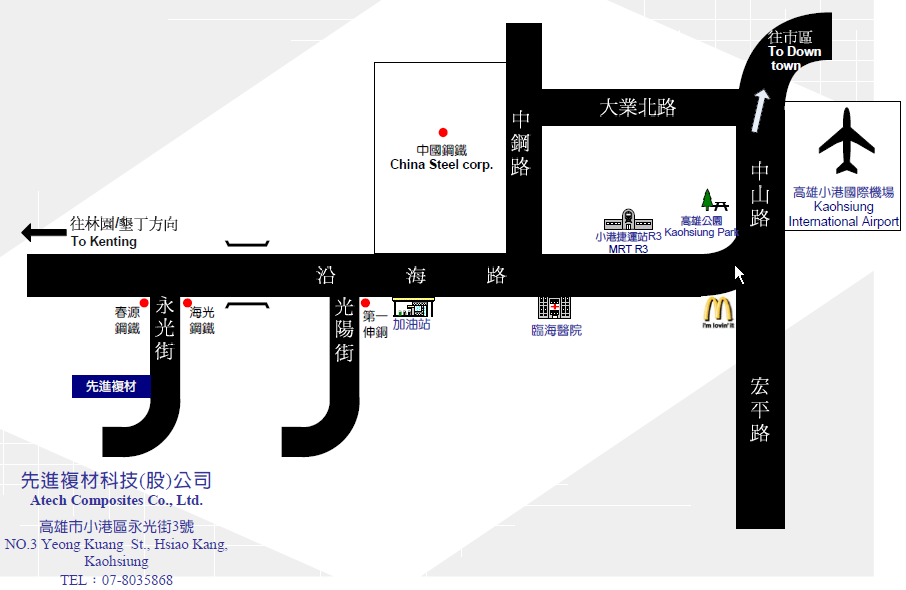 往市區
To Down
town
大業北路
中鋼路
中國鋼鐵
China Steel corp.
中山路
高雄小港國際機場
Kaohsiung
International Airport
高雄公園
Kaohsiung Park
小港捷運站R3
MRT R3
往林園/墾丁方向
To Kenting
沿海路
春源
鋼鐵
永光街
海光
鋼鐵
光陽街
第一
伸銅
加油站
臨海醫院
i'm lovin' it
宏平路
先進複材
先進複材科技(股)公司
Atech Composites Co., Ltd.
高雄市小港區永光街3號
NO.3 Yeong Kuang St., Hsiao Kang,
Kaohsiung
TEL：07-8035868